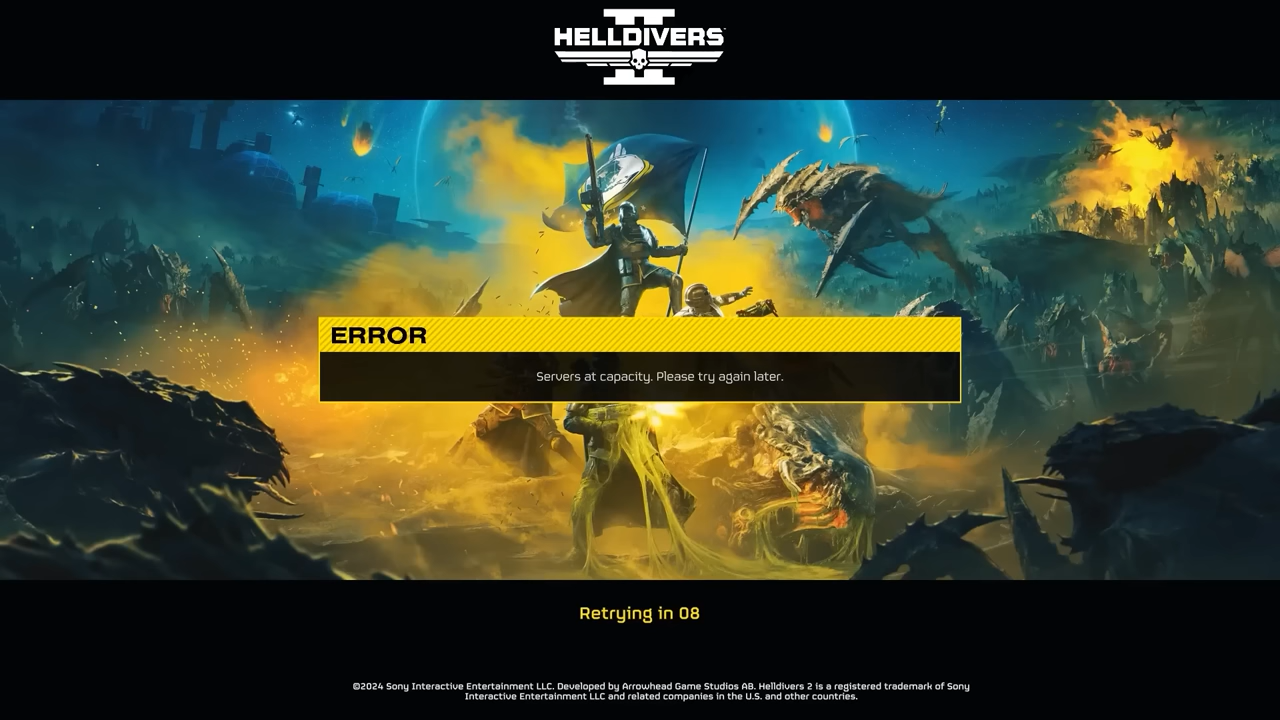 HELLDIVERS
II
ERROR
Servers at capacity. Please try again later.
Retrying in 08
©2024 Sony Interactive Entertainment LLC. Developed by Arrowhead Game Studios AB. Helldivers 2 is a registered trademark of Sony
Interactive Entertainment LLC and related companies in the U.S. and other countries.